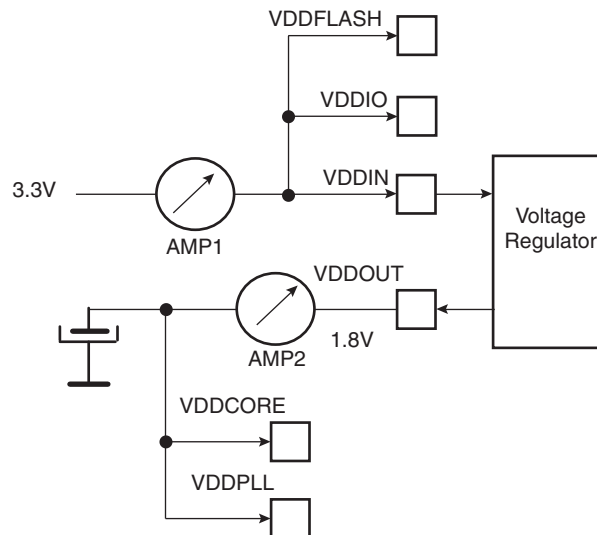 VDDFLASH
VDDIO
VDDIN
3.3V
AMP1
Voltage
Regulator
VDDOUT
1.8V
AMP2
VDDCORE
VDDPLL